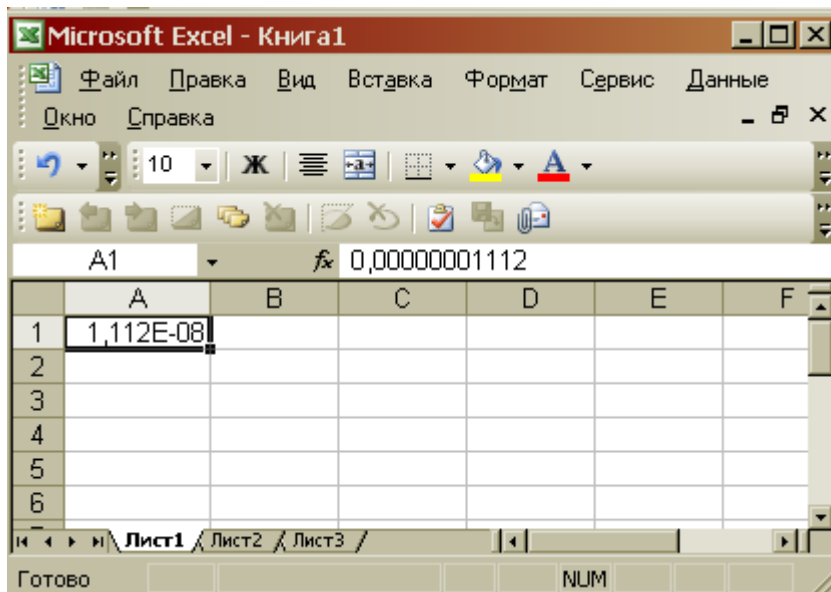 Microsoft Excel - Книга1
Файл Правка Вид Вставка Формат Сервис Данные
Окно Справка
10 Ж A
A1 fx 0,00000001112
A B C D E F
1 1,112E-08
2
3
4
5
6
Лист1 Лист2 Лист3
Готово NUM